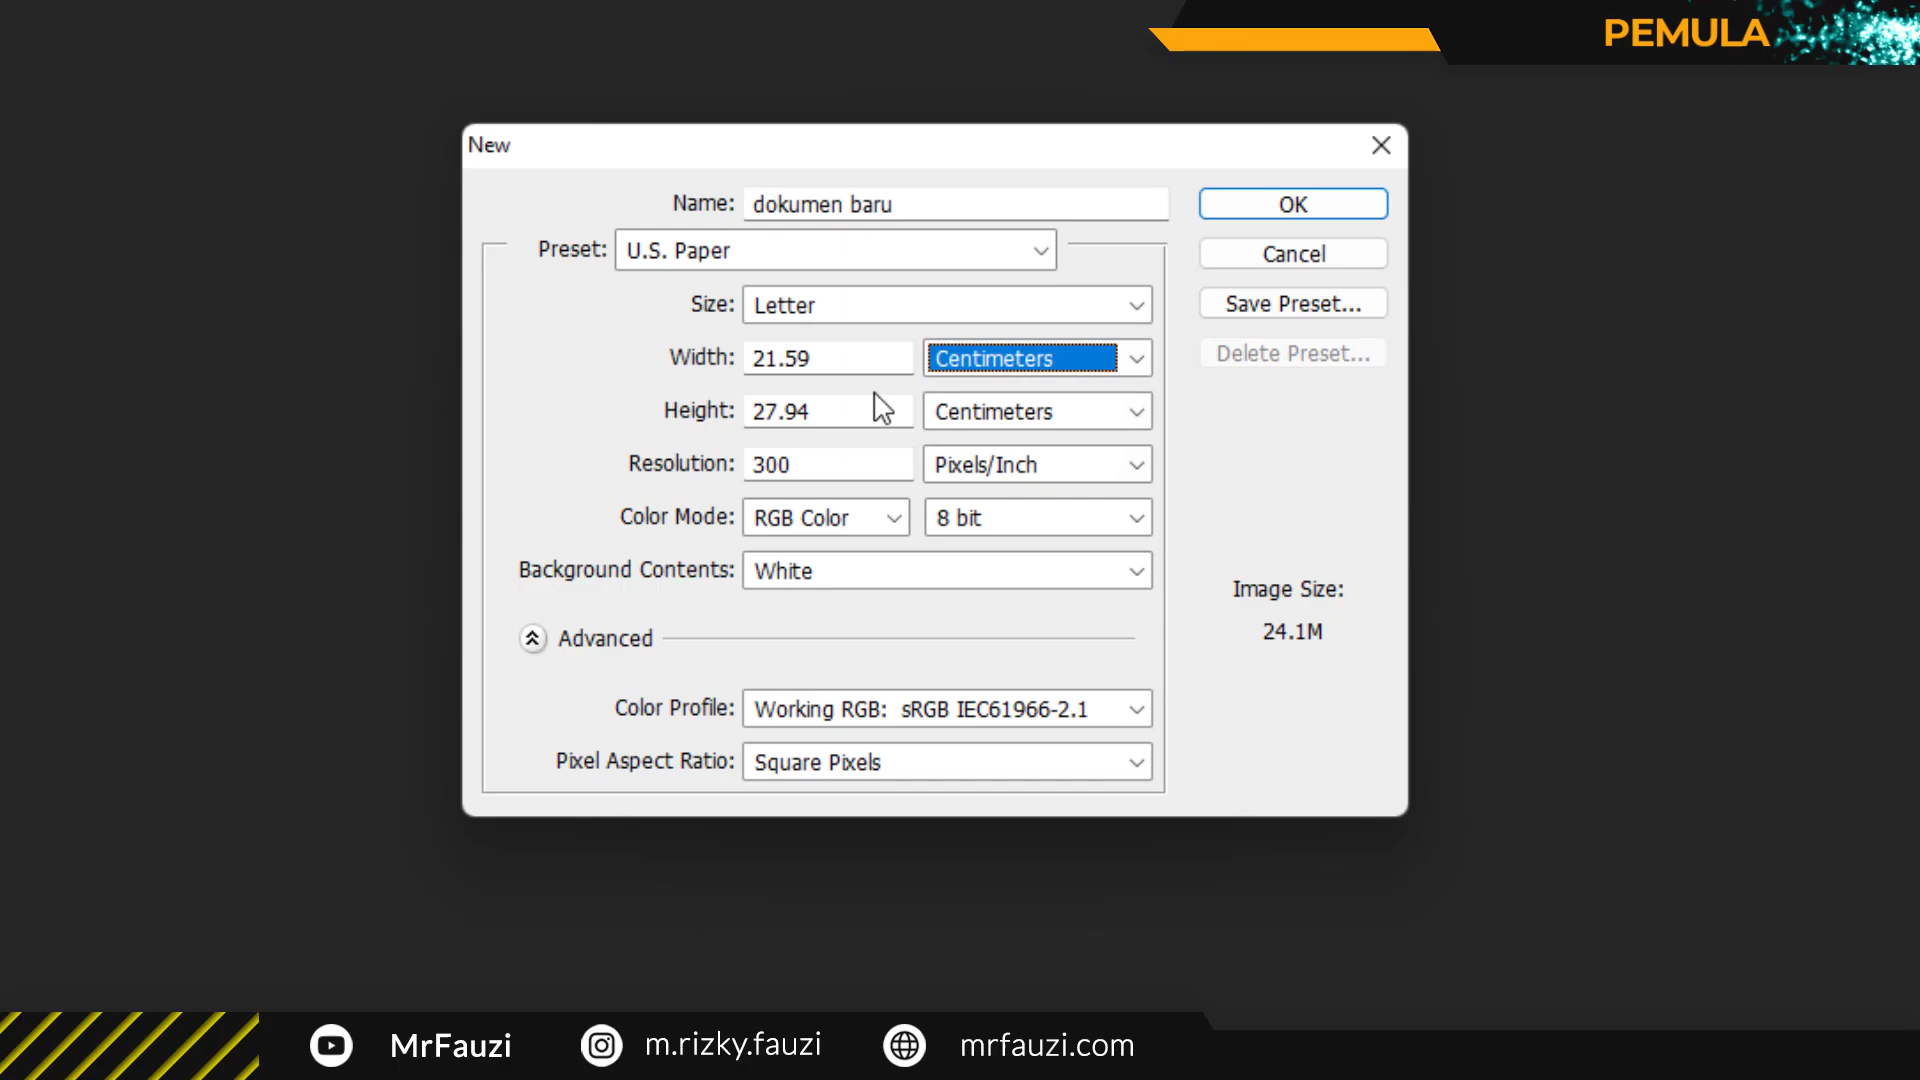 PEMULA
New
Name: dokumen baru
OK
Preset: U.S. Paper
Cancel
Size: Letter
Save Preset...
Width: 21.59 Centimeters
Delete Preset...
Height: 27.94 Centimeters
Resolution: 300 Pixels/Inch
Color Mode: RGB Color 8 bit
Background Contents: White
Image Size:
24.1M
Advanced
Color Profile: Working RGB: sRGB IEC61966-2.1
Pixel Aspect Ratio: Square Pixels
MrFauzi m.rizky.fauzi mrfauzi.com